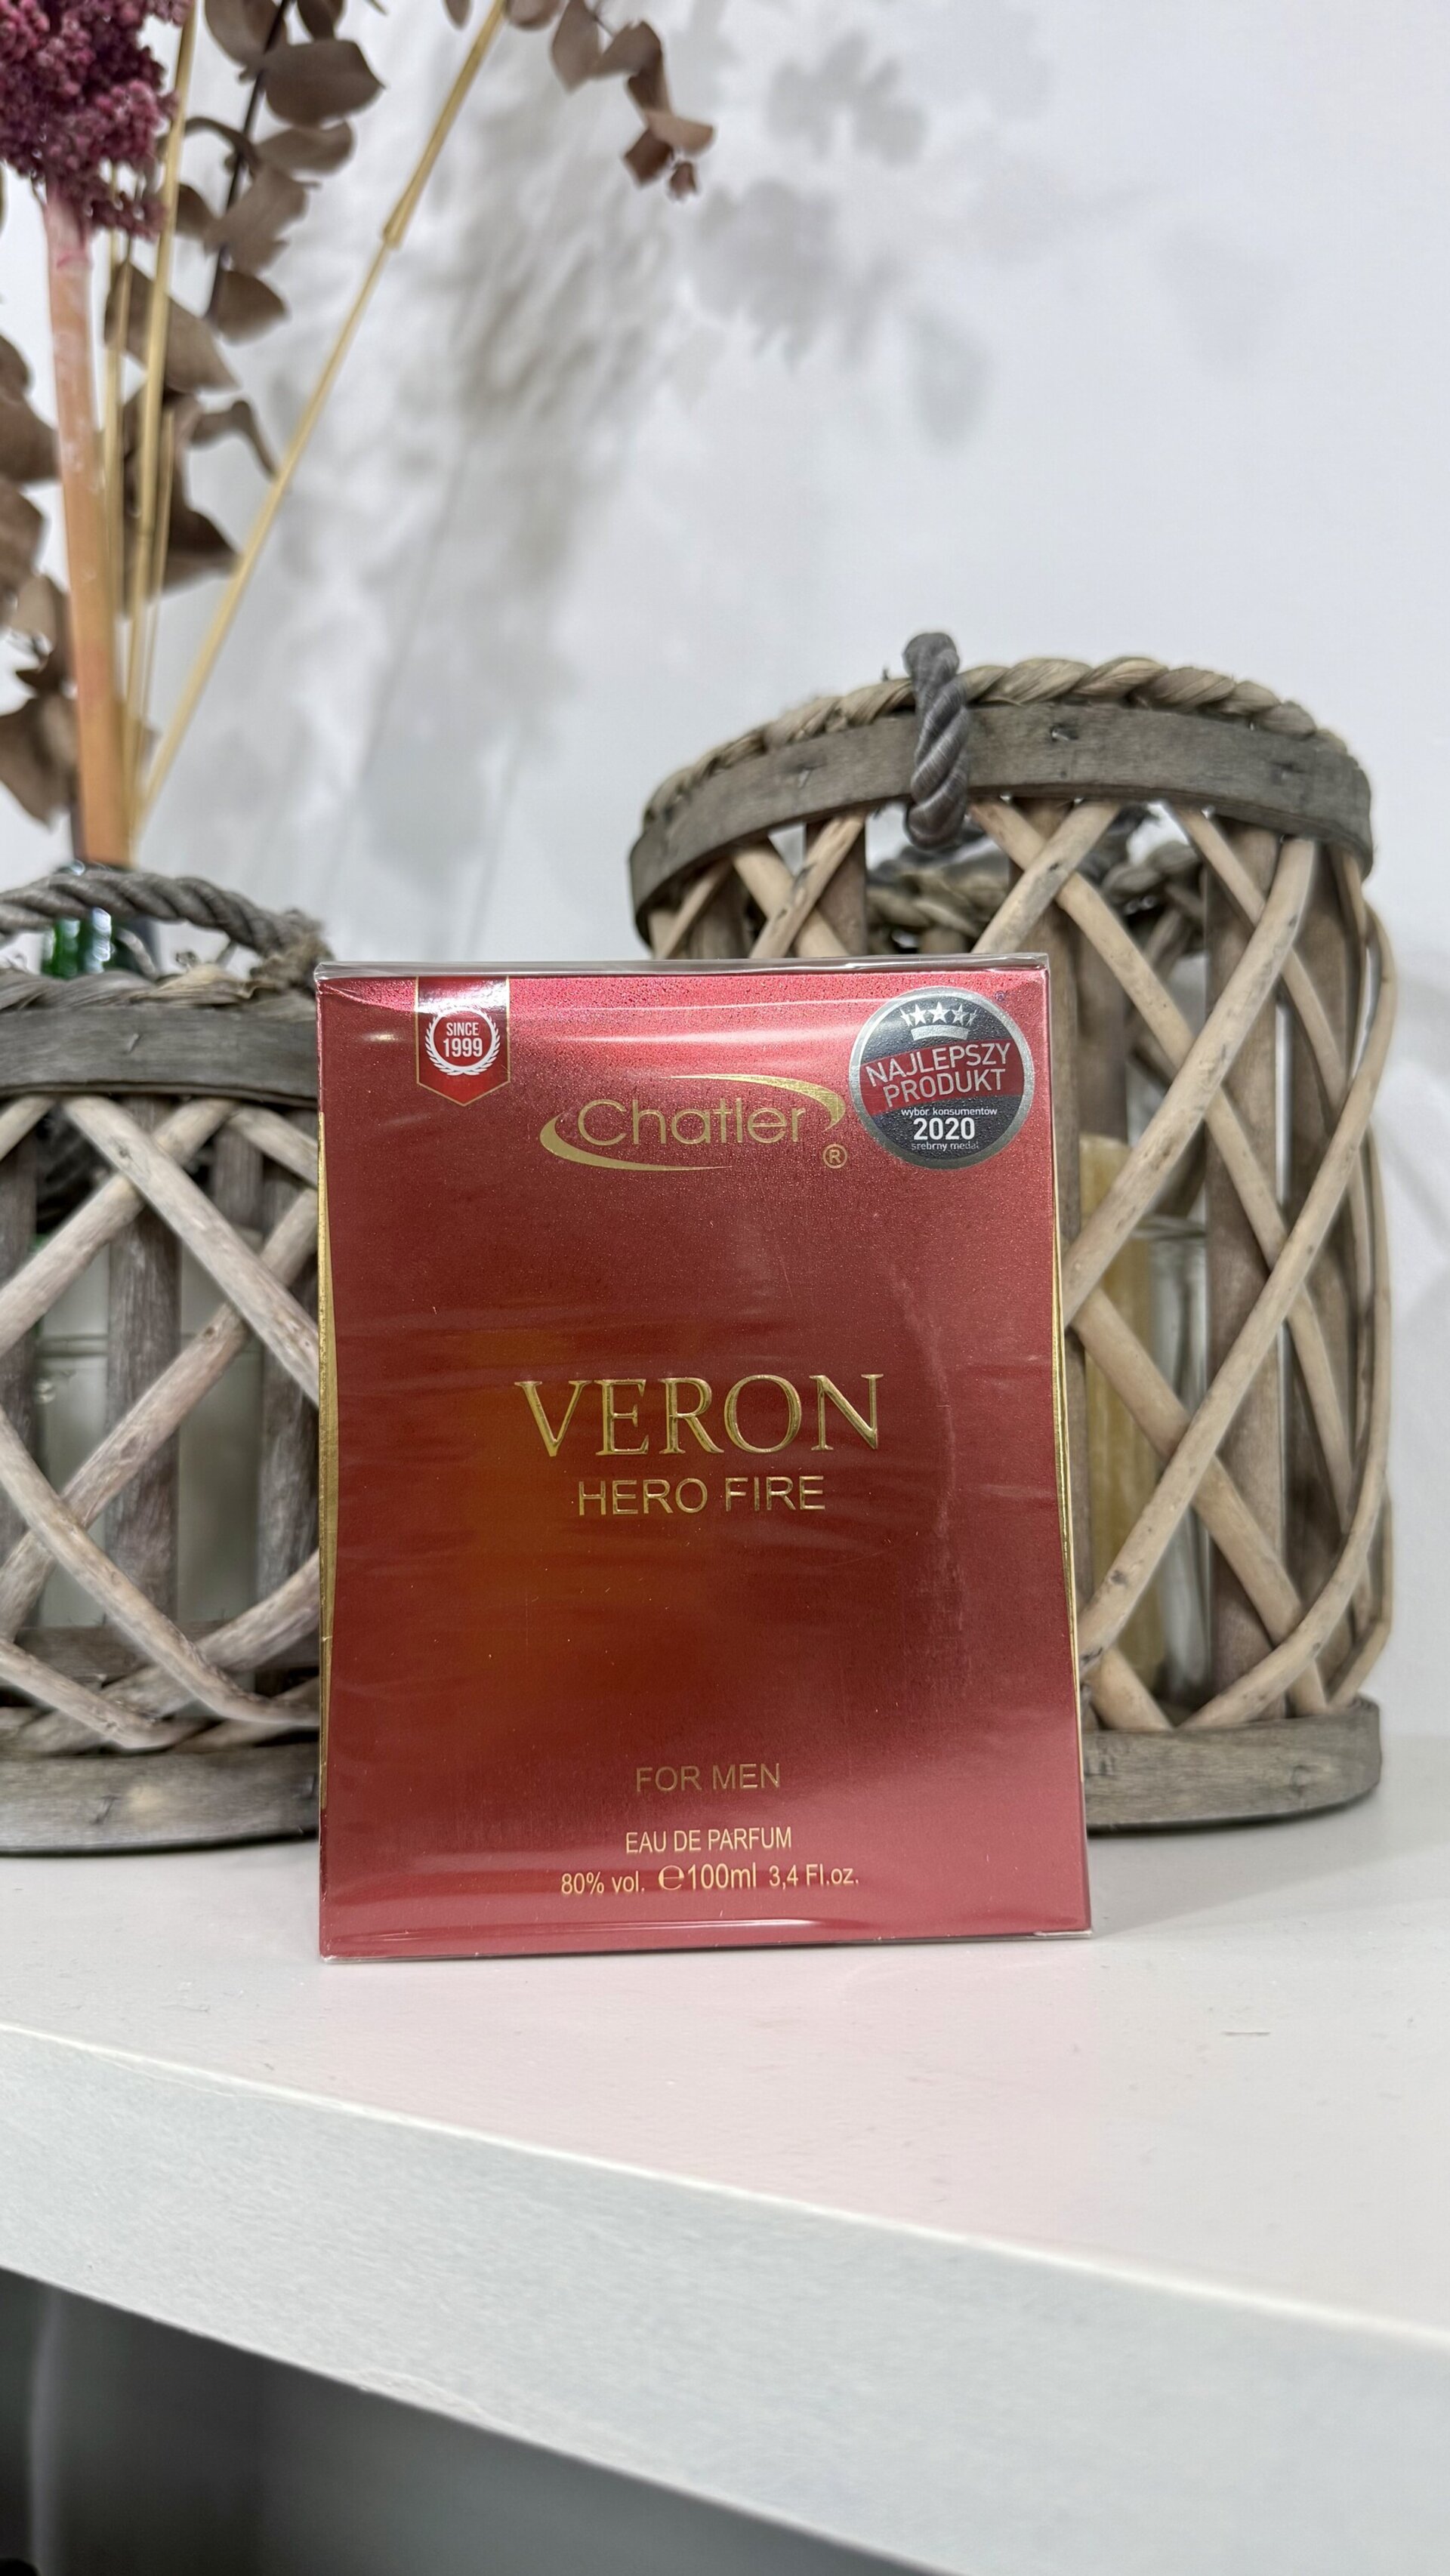 SINCE
1999
Chatler
®
NAJLEPSZY
PRODUKT
wybór konsumentów
2020
srebrny medal
VERON
HERO FIRE
FOR MEN
EAU DE PARFUM
80% vol. ℮100ml 3,4 Fl.oz.